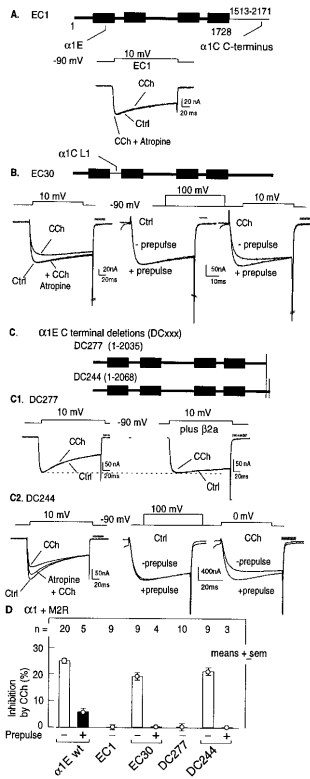 A. EC1
1513-2171
1
1728
α1E
α1C C-terminus
-90 mV
10 mV
EC1
CCh
Ctrl
20 nA
20 ms
CCh + Atropine
α1C L1
B. EC30
10 mV
-90 mV
100 mV
10 mV
CCh
Ctrl
CCh
- prepulse
- prepulse
+ CCh
Atropine
Ctrl
20nA
20ms
+ prepulse
50nA
10ms
+ prepulse
C. α1E C terminal deletions (DCxxx)
DC277 (1-2035)
DC244 (1-2068)
C1. DC277
10 mV
-90 mV
10 mV
plus β2a
CCh
CCh
Ctrl
50 nA
20 ms
Ctrl
50 nA
20ms
C2. DC244
10 mV
-90 mV
100 mV
0 mV
CCh
Ctrl
CCh
Ctrl
Atropine
+ CCh
50nA
20ms
-prepulse
+prepulse
400nA
20ms
-prepulse
+prepulse
D α1 + M2R
n = 20 5 9 9 4 10 9 3
means + sem
Inhibition
by CCh (%)
30
20
10
0
Prepulse − + − − + − − +
α1E wt
EC1
EC30
DC277
DC244